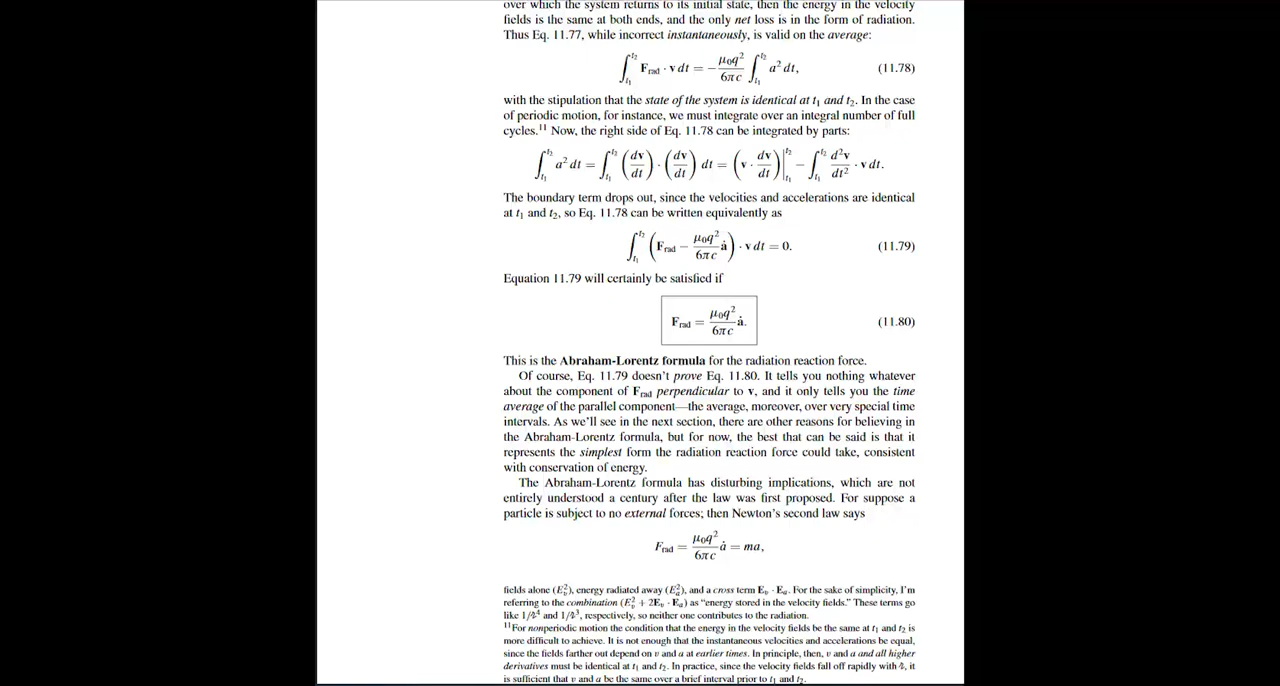 over which the system returns to its initial state, then the energy in the velocity
fields is the same at both ends, and the only net loss is in the form of radiation.
Thus Eq. 11.77, while incorrect instantaneously, is valid on the average:
∫_{t₁}^{t₂} F_rad · v dt = −(μ₀q²/6πc) ∫_{t₁}^{t₂} a² dt, (11.78)
with the stipulation that the state of the system is identical at t₁ and t₂. In the case
of periodic motion, for instance, we must integrate over an integral number of full
cycles.¹¹ Now, the right side of Eq. 11.78 can be integrated by parts:
∫_{t₁}^{t₂} a² dt = ∫_{t₁}^{t₂} (dv/dt) · (dv/dt) dt = (v · dv/dt)|_{t₁}^{t₂} − ∫_{t₁}^{t₂} d²v/dt² · v dt.
The boundary term drops out, since the velocities and accelerations are identical
at t₁ and t₂, so Eq. 11.78 can be written equivalently as
∫_{t₁}^{t₂} (F_rad − (μ₀q²/6πc) ȧ) · v dt = 0. (11.79)
Equation 11.79 will certainly be satisfied if
F_rad = (μ₀q²/6πc) ȧ. (11.80)
This is the Abraham-Lorentz formula for the radiation reaction force.
Of course, Eq. 11.79 doesn't prove Eq. 11.80. It tells you nothing whatever
about the component of F_rad perpendicular to v, and it only tells you the time
average of the parallel component—the average, moreover, over very special time
intervals. As we'll see in the next section, there are other reasons for believing in
the Abraham-Lorentz formula, but for now, the best that can be said is that it
represents the simplest form the radiation reaction force could take, consistent
with conservation of energy.
The Abraham-Lorentz formula has disturbing implications, which are not
entirely understood a century after the law was first proposed. For suppose a
particle is subject to no external forces; then Newton's second law says
F_rad = (μ₀q²/6πc) ȧ = ma,
fields alone (E_v²), energy radiated away (E_a²), and a cross term E_v · E_a. For the sake of simplicity, I'm
referring to the combination (E_v² + 2E_v · E_a) as "energy stored in the velocity fields." These terms go
like 1/𝓇⁴ and 1/𝓇³, respectively, so neither one contributes to the radiation.
¹¹For nonperiodic motion the condition that the energy in the velocity fields be the same at t₁ and t₂ is
more difficult to achieve. It is not enough that the instantaneous velocities and accelerations be equal,
since the fields farther out depend on v and a at earlier times. In principle, then, v and a and all higher
derivatives must be identical at t₁ and t₂. In practice, since the velocity fields fall off rapidly with 𝓇, it
is sufficient that v and a be the same over a brief interval prior to t₁ and t₂.